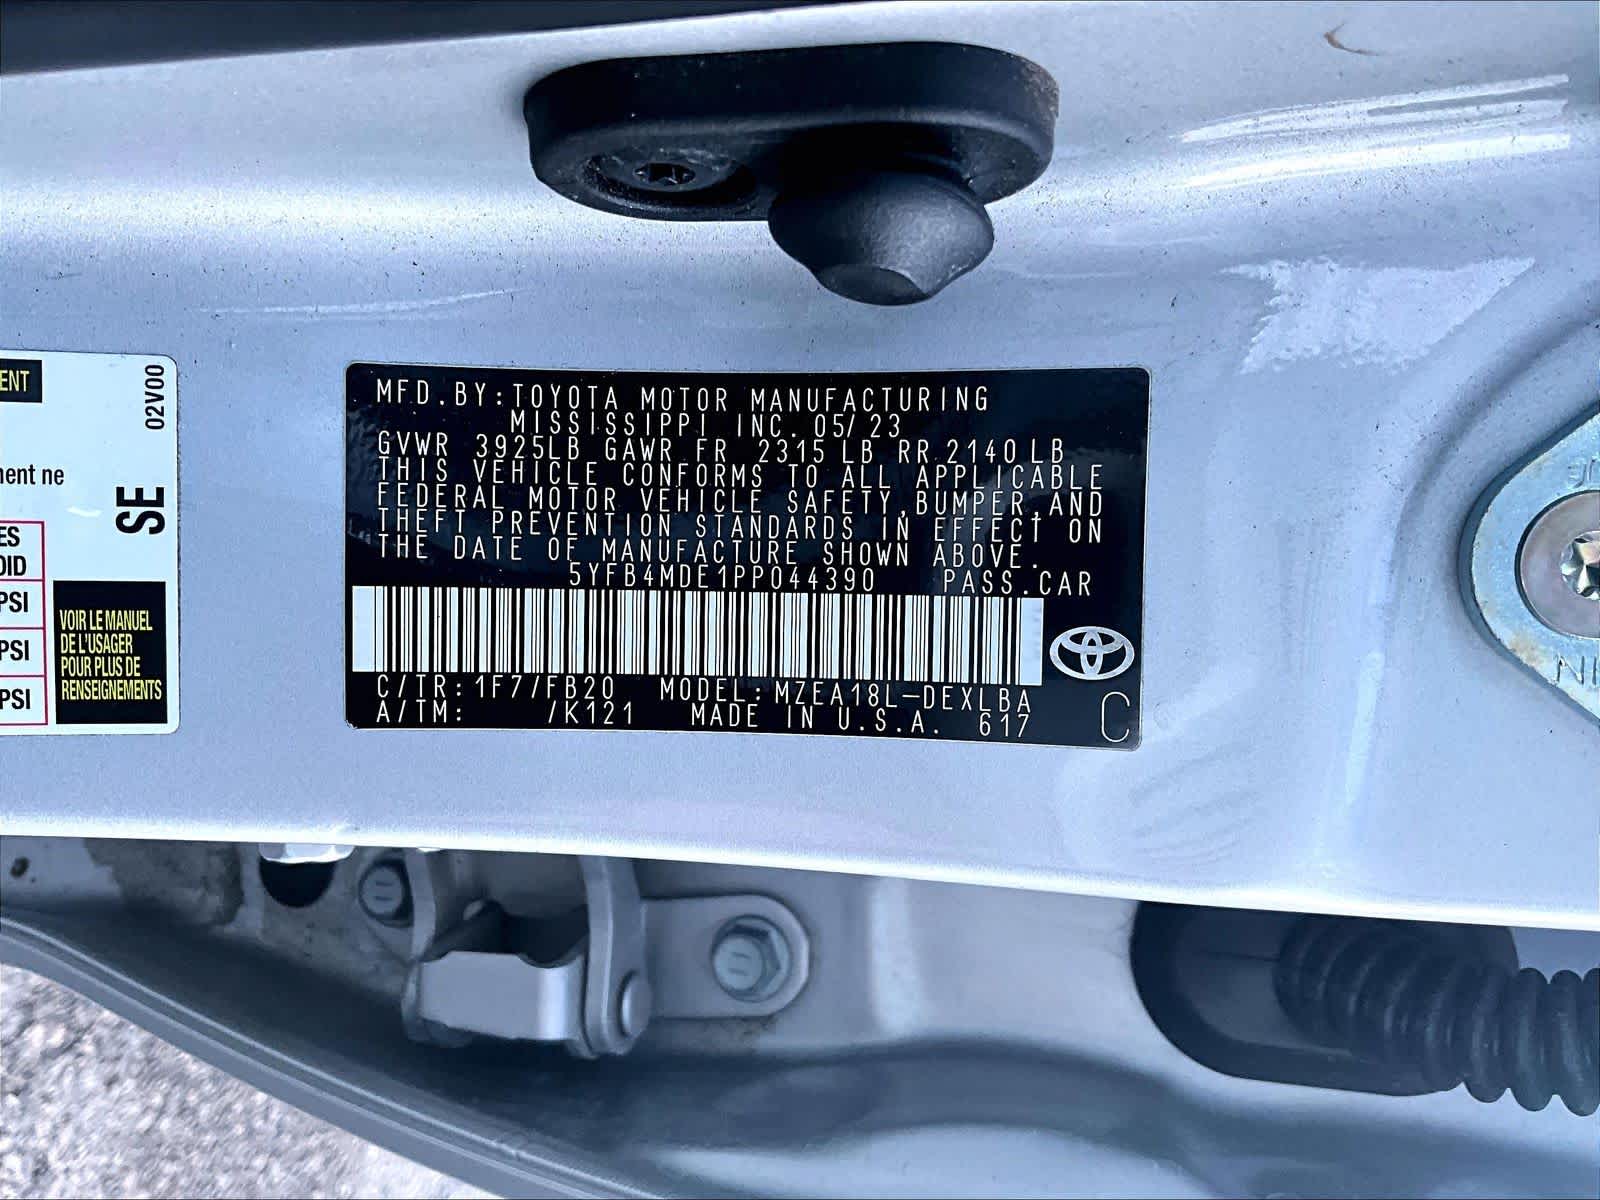 ENT
02V00
ment ne
SE
ES
OID
PSI
PSI
PSI
VOIR LE MANUEL
DE L'USAGER
POUR PLUS DE
RENSEIGNEMENTS
MFD.BY:TOYOTA MOTOR MANUFACTURING
MISSISSIPPI INC. 05/23
GVWR 3925LB GAWR FR 2315 LB RR 2140 LB
THIS VEHICLE CONFORMS TO ALL APPLICABLE
FEDERAL MOTOR VEHICLE SAFETY,BUMPER,AND
THEFT PREVENTION STANDARDS IN EFFECT ON
THE DATE OF MANUFACTURE SHOWN ABOVE.
5YFB4MDE1PP044390 PASS.CAR
C/TR:1F7/FB20 MODEL:MZEA18L-DEXLBA
A/TM: /K121 MADE IN U.S.A. 617
C